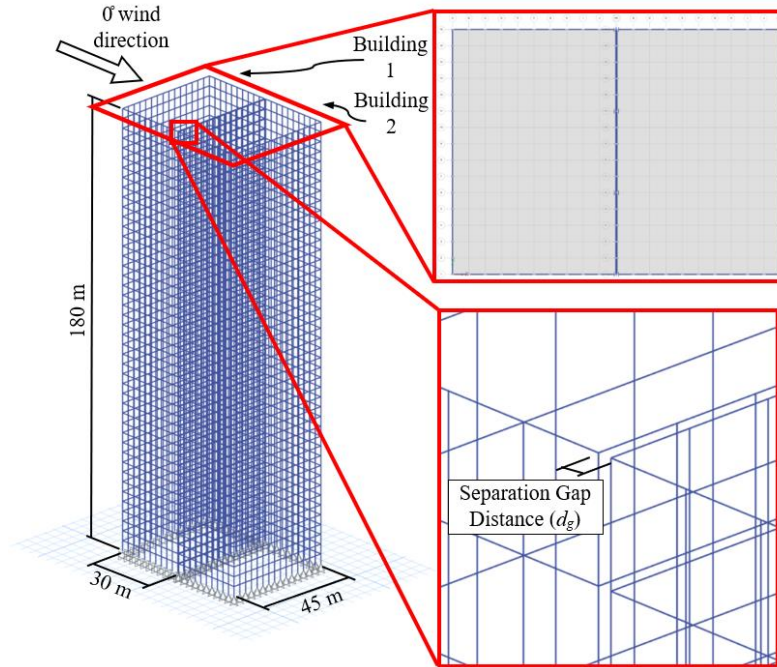 0° wind
direction
Building
1
Building
2
180 m
30 m
45 m
Separation Gap
Distance (dg)